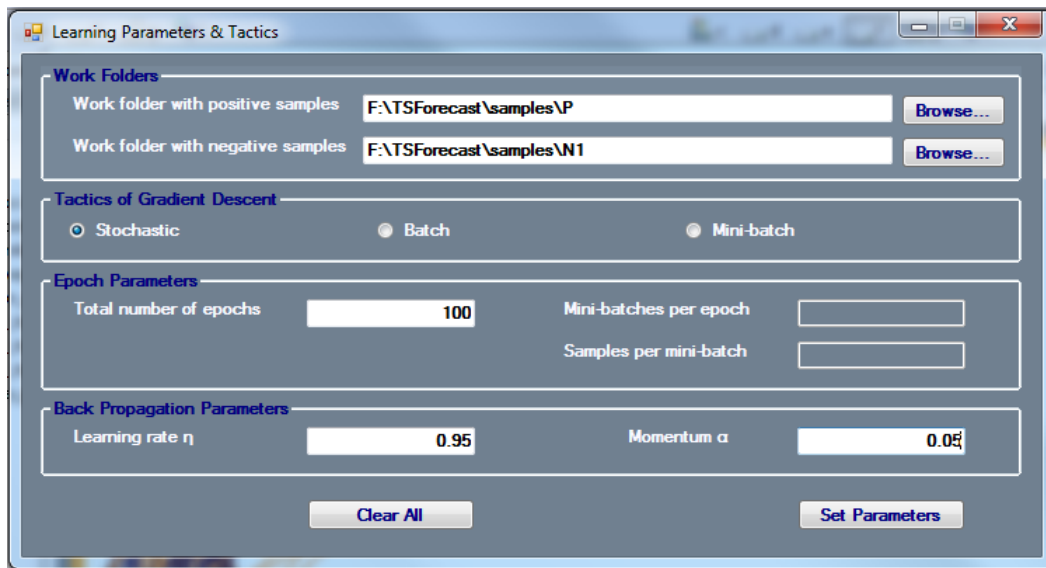 Learning Parameters & Tactics
Work Folders
Work folder with positive samples F:\TSForecast\samples\P Browse...
Work folder with negative samples F:\TSForecast\samples\N1 Browse...
Tactics of Gradient Descent
Stochastic Batch Mini-batch
Epoch Parameters
Total number of epochs 100 Mini-batches per epoch
Samples per mini-batch
Back Propagation Parameters
Learning rate η 0.95 Momentum α 0.05
Clear All Set Parameters